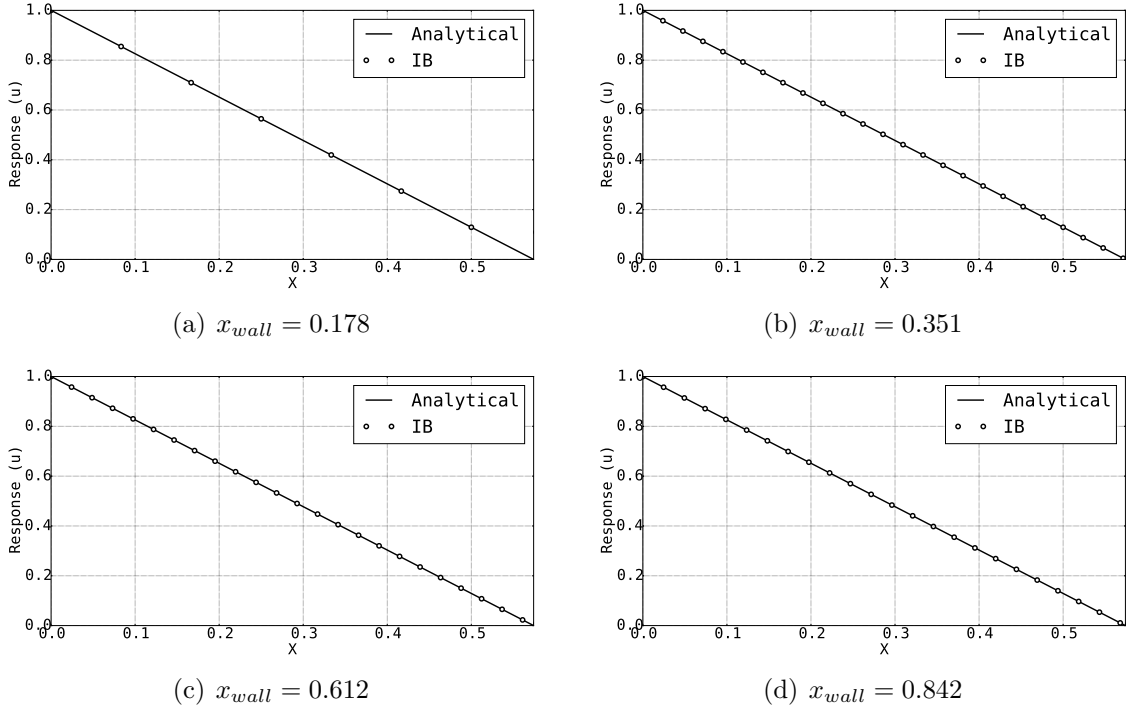 1.0
0.8
0.6
0.4
0.2
0.0
Response (u)
Analytical
IB
0.0 0.1 0.2 0.3 0.4 0.5
X
(a) x_wall = 0.178
1.0
0.8
0.6
0.4
0.2
0.0
Response (u)
Analytical
IB
0.0 0.1 0.2 0.3 0.4 0.5
X
(b) x_wall = 0.351
1.0
0.8
0.6
0.4
0.2
0.0
Response (u)
Analytical
IB
0.0 0.1 0.2 0.3 0.4 0.5
X
(c) x_wall = 0.612
1.0
0.8
0.6
0.4
0.2
0.0
Response (u)
Analytical
IB
0.0 0.1 0.2 0.3 0.4 0.5
X
(d) x_wall = 0.842